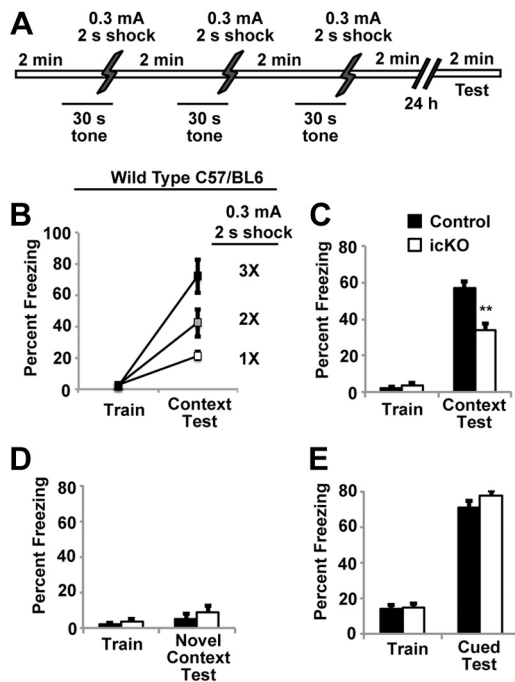 A
0.3 mA 0.3 mA 0.3 mA
2 s shock 2 s shock 2 s shock
2 min 2 min 2 min 2 min 2 min
24 h Test
30 s 30 s 30 s
tone tone tone
Wild Type C57/BL6
B
0.3 mA
2 s shock
100
80
60
40
20
0
Percent Freezing
3X
2X
1X
Train Context
Test
C
Control
icKO
80
60
40
20
0
Percent Freezing
**
Train Context
Test
D
80
60
40
20
0
Percent Freezing
Train Novel
Context
Test
E
80
60
40
20
0
Percent Freezing
Train Cued
Test